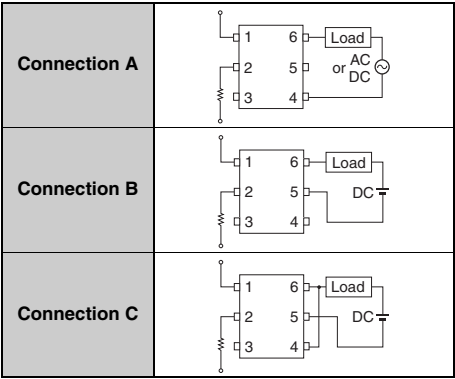 Connection A
1 6 Load
2 5 or AC
DC
3 4
Connection B
1 6 Load
2 5 DC
3 4
Connection C
1 6 Load
2 5 DC
3 4